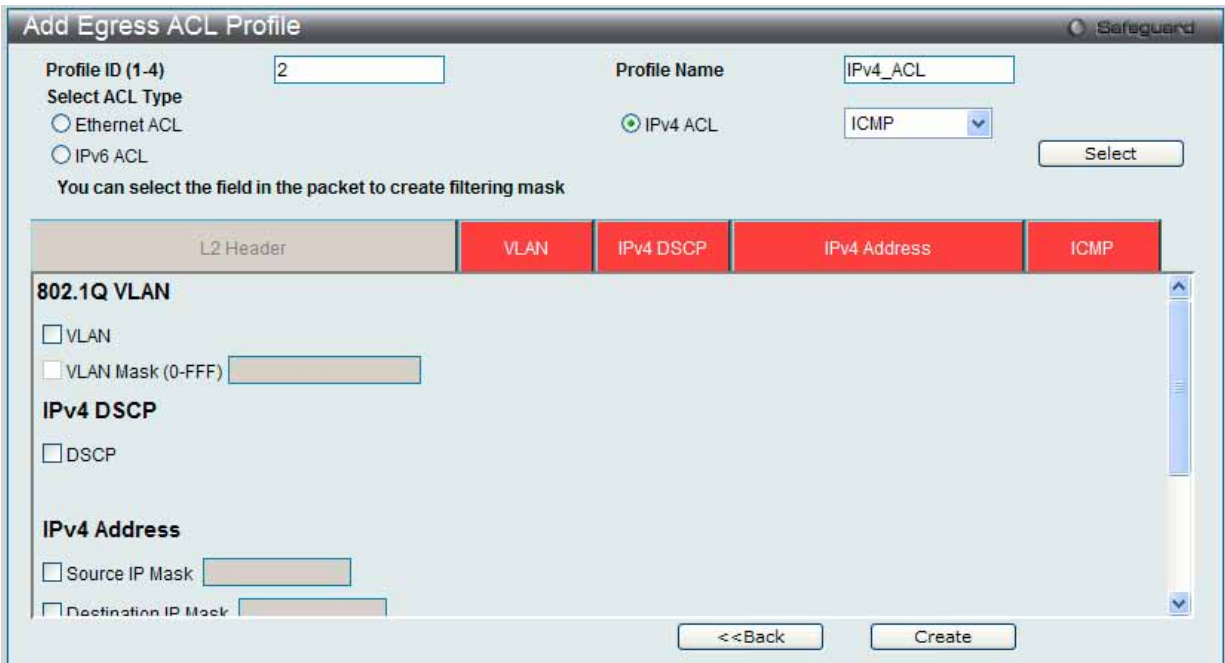 Add Egress ACL Profile
Safeguard
Profile ID (1-4) 2 Profile Name IPv4_ACL
Select ACL Type
Ethernet ACL IPv4 ACL ICMP
IPv6 ACL
Select
You can select the field in the packet to create filtering mask
L2 Header VLAN IPv4 DSCP IPv4 Address ICMP
802.1Q VLAN
VLAN
VLAN Mask (0-FFF)
IPv4 DSCP
DSCP
IPv4 Address
Source IP Mask
Destination IP Mask
<<Back Create